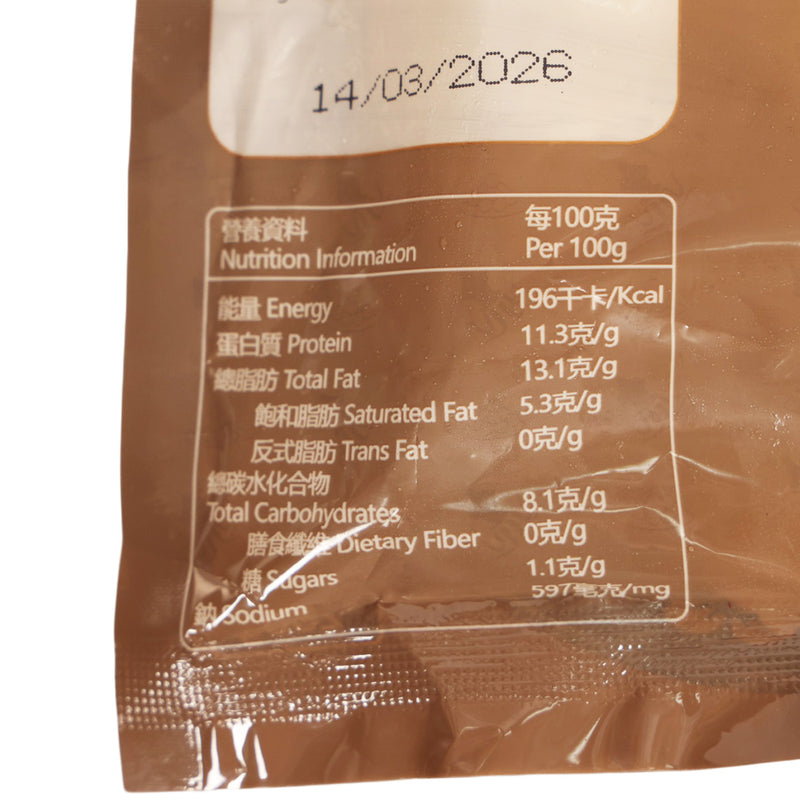 14/03/2026
營養資料 每100克
Nutrition Information Per 100g
能量 Energy 196千卡/Kcal
蛋白質 Protein 11.3克/g
總脂肪 Total Fat 13.1克/g
飽和脂肪 Saturated Fat 5.3克/g
反式脂肪 Trans Fat 0克/g
總碳水化合物
Total Carbohydrates 8.1克/g
膳食纖維 Dietary Fiber 0克/g
糖 Sugars 1.1克/g
鈉 Sodium 597毫克/mg